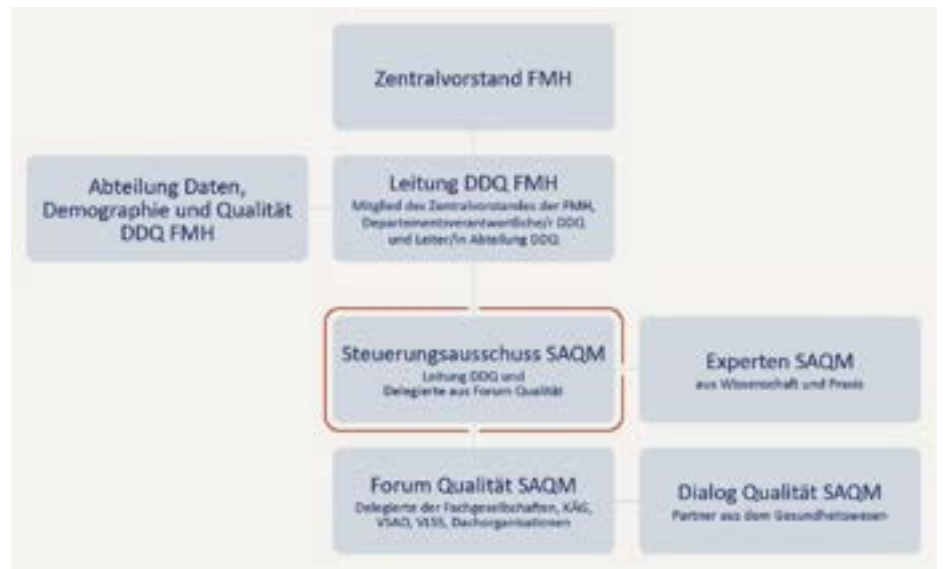 Zentralvorstand FMH
Abteilung Daten,
Demographie und Qualität
DDQ FMH
Leitung DDQ FMH
Mitglied des Zentralvorstandes der FMH,
Departementsverantwortliche/r DDQ
und Leiter/in Abteilung DDQ
Steuerungsausschuss SAQM
Leitung DDQ und
Delegierte aus Forum Qualität
Experten SAQM
aus Wissenschaft und Praxis
Forum Qualität SAQM
Delegierte der Fachgesellschaften, KÄG,
VSAO, VLSS, Dachorganisationen
Dialog Qualität SAQM
Partner aus dem Gesundheitswesen